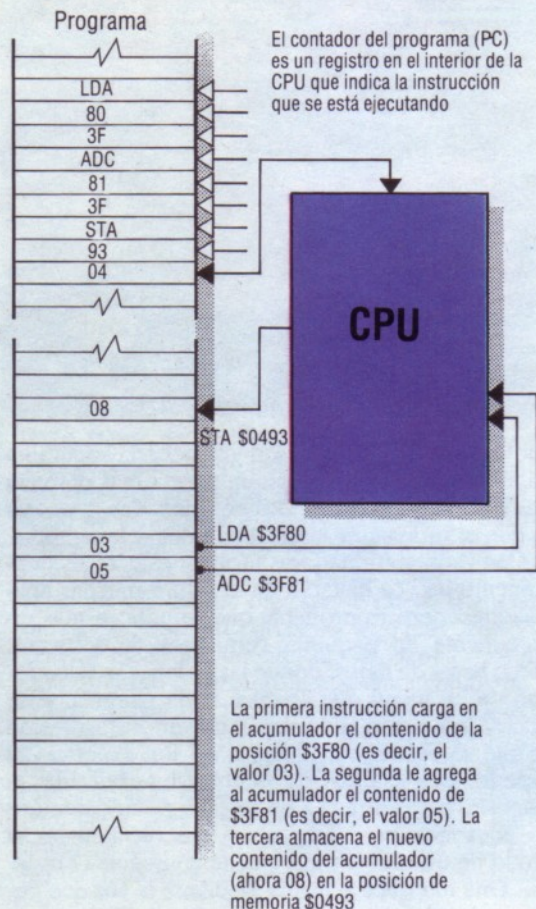 Programa
El contador del programa (PC)
es un registro en el interior de la
CPU que indica la instrucción
que se está ejecutando
LDA
80
3F
ADC
81
3F
STA
93
04
CPU
08
STA $0493
LDA $3F80
03
05
ADC $3F81
La primera instrucción carga en
el acumulador el contenido de la
posición $3F80 (es decir, el
valor 03). La segunda le agrega
al acumulador el contenido de
$3F81 (es decir, el valor 05). La
tercera almacena el nuevo
contenido del acumulador
(ahora 08) en la posición de
memoria $0493